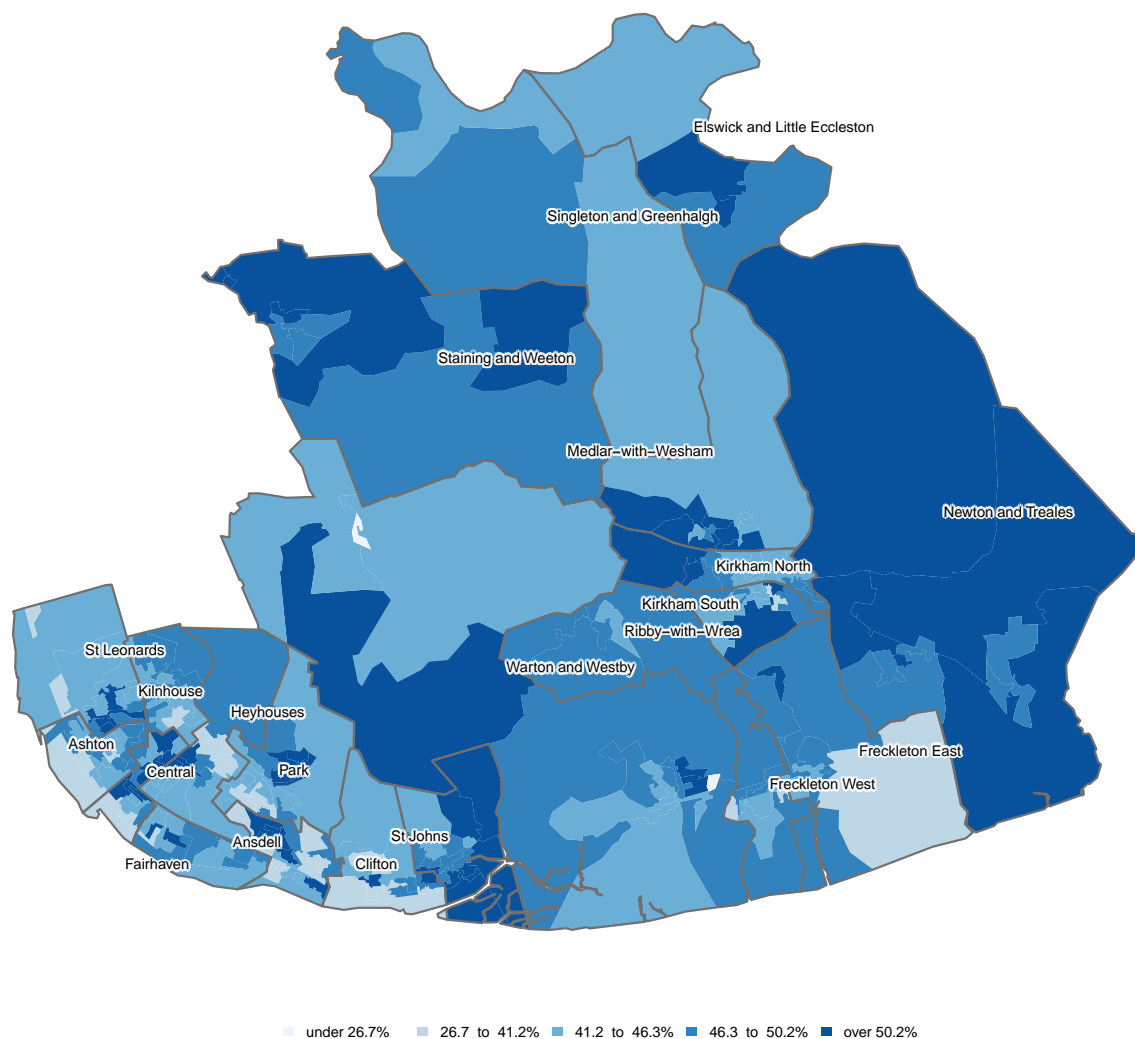 Elswick and Little Eccleston
Singleton and Greenhalgh
Staining and Weeton
Medlar−with−Wesham
Newton and Treales
Kirkham North
Kirkham South
Ribby−with−Wrea
St Leonards
Warton and Westby
Kilnhouse
Heyhouses
Ashton
Freckleton East
Central
Park
Freckleton West
St Johns
Ansdell
Fairhaven
Clifton
under 26.7% 26.7 to 41.2% 41.2 to 46.3% 46.3 to 50.2% over 50.2%